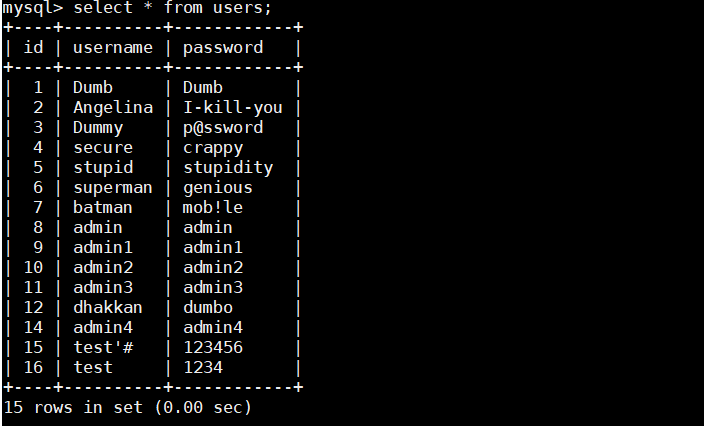 mysql> select * from users;
+----+----------+------------+
| id | username | password   |
+----+----------+------------+
|  1 | Dumb     | Dumb       |
|  2 | Angelina | I-kill-you |
|  3 | Dummy    | p@ssword   |
|  4 | secure   | crappy     |
|  5 | stupid   | stupidity  |
|  6 | superman | genious    |
|  7 | batman   | mob!le     |
|  8 | admin    | admin      |
|  9 | admin1   | admin1     |
| 10 | admin2   | admin2     |
| 11 | admin3   | admin3     |
| 12 | dhakkan  | dumbo      |
| 14 | admin4   | admin4     |
| 15 | test'#   | 123456     |
| 16 | test     | 1234       |
+----+----------+------------+
15 rows in set (0.00 sec)